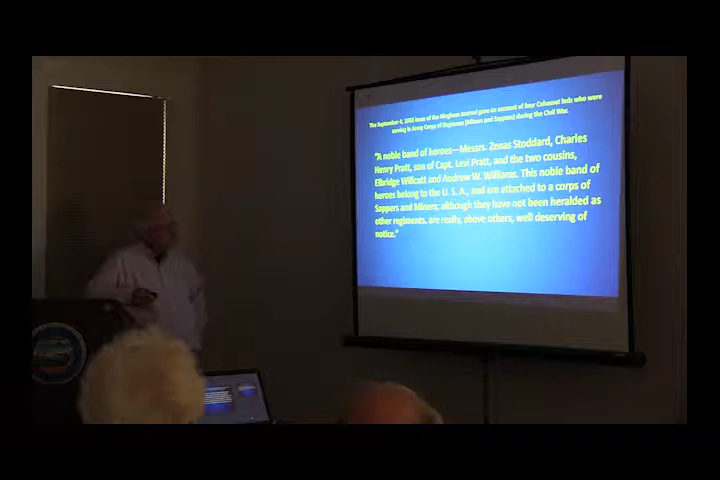 The September 4, 1863 issue of the Hingham Journal gave an account of four Cohasset lads who were
serving in Army Corps of Engineers (Miners and Sappers) during the Civil War.
"A noble band of heroes—Messrs. Zenas Stoddard, Charles
Henry Pratt, son of Capt. Levi Pratt, and the two cousins,
Elbridge Willcutt and Andrew W. Williams. This noble band of
heroes belong to the U. S. A., and are attached to a corps of
Sappers and Miners; although they have not been heralded as
other regiments. are really, above others, well deserving of
notice."